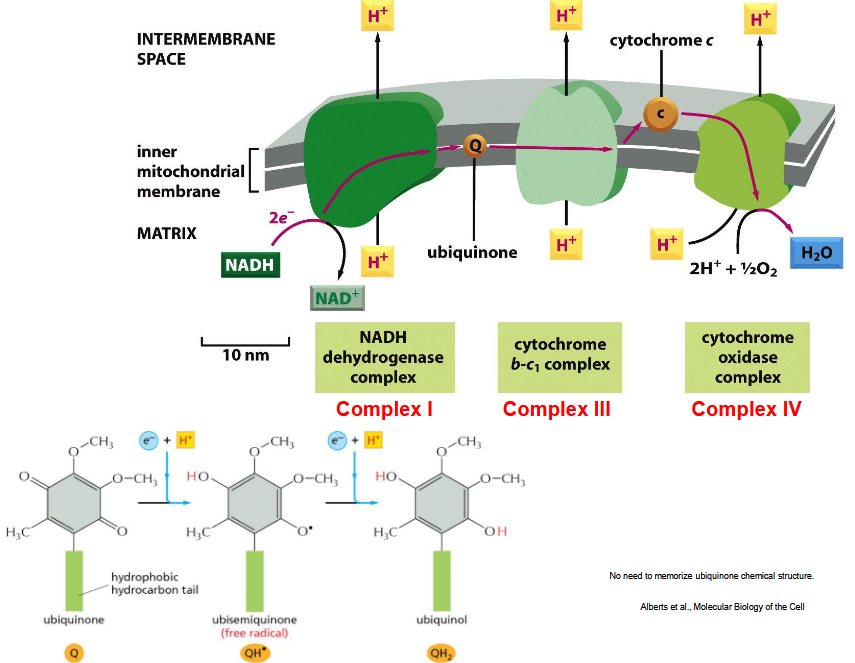 H⁺
H⁺
H⁺
INTERMEMBRANE
SPACE
cytochrome c
c
Q
inner
mitochondrial
membrane
2e⁻
MATRIX
NADH
NAD⁺
H⁺
ubiquinone
H⁺
H⁺
2H⁺ + ½O₂
H₂O
10 nm
NADH
dehydrogenase
complex
cytochrome
b-c₁ complex
cytochrome
oxidase
complex
Complex I
Complex III
Complex IV
O–CH₃
e⁻ + H⁺
O–CH₃
e⁻ + H⁺
O–CH₃
O
O–CH₃
HO
O–CH₃
HO
O–CH₃
H₃C
O
H₃C
O•
H₃C
OH
hydrophobic
hydrocarbon tail
ubiquinone
ubisemiquinone
(free radical)
ubiquinol
Q
QH•
QH₂
No need to memorize ubiquinone chemical structure.
Alberts et al., Molecular Biology of the Cell